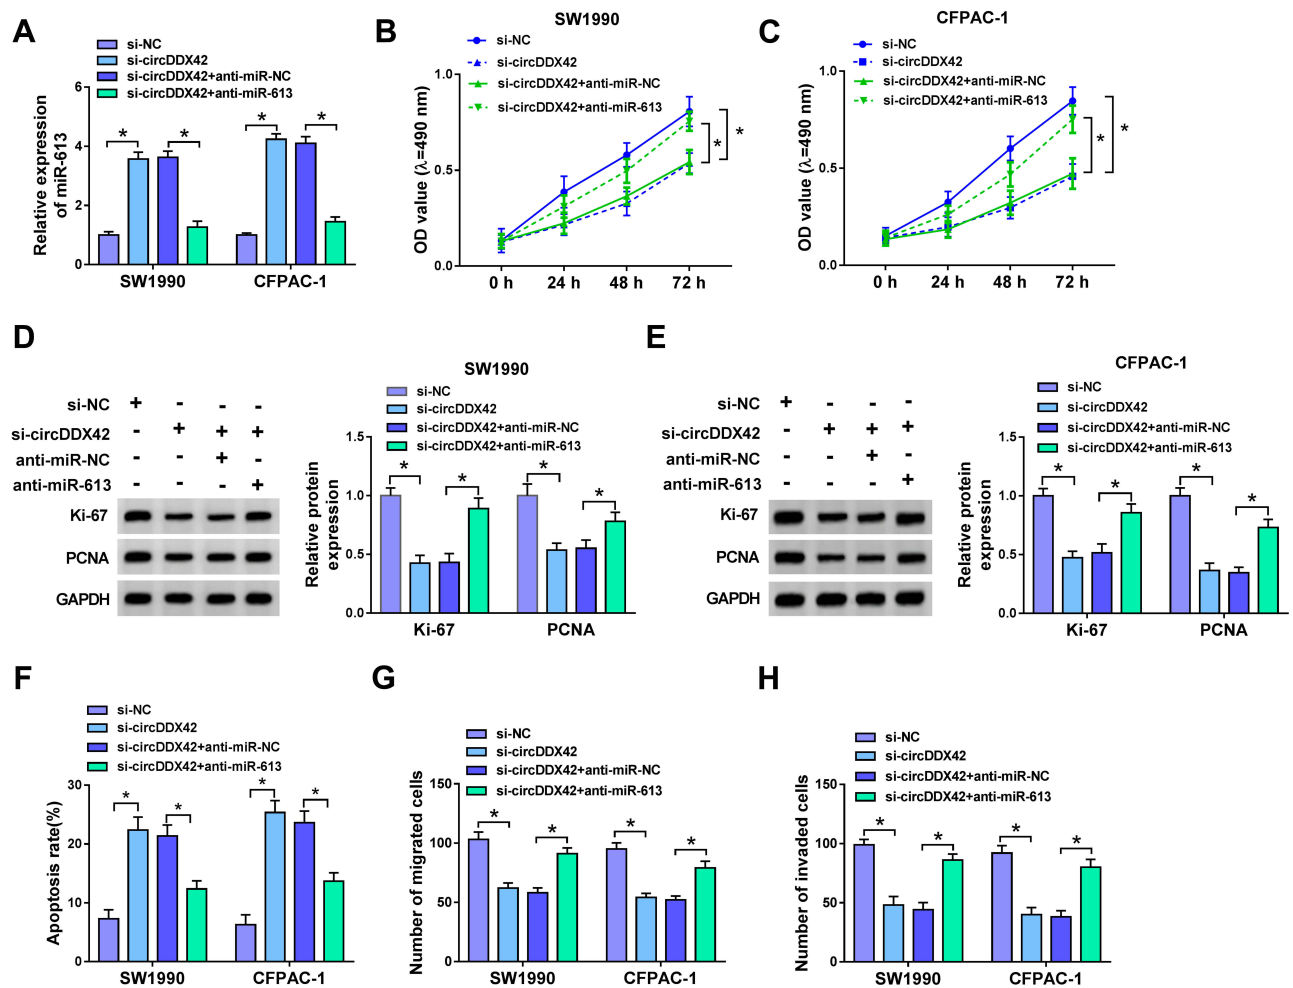 A
si-NC
si-circDDX42
si-circDDX42+anti-miR-NC
si-circDDX42+anti-miR-613
Relative expression
of miR-613
6
4
2
0
* * * *
SW1990 CFPAC-1
B
SW1990
si-NC
si-circDDX42
si-circDDX42+anti-miR-NC
si-circDDX42+anti-miR-613
OD value (λ=490 nm)
1.0
0.5
0.0
* *
0 h 24 h 48 h 72 h
C
CFPAC-1
si-NC
si-circDDX42
si-circDDX42+anti-miR-NC
si-circDDX42+anti-miR-613
OD value (λ=490 nm)
1.0
0.5
0.0
* *
0 h 24 h 48 h 72 h
D
si-NC + - - -
si-circDDX42 - + + +
anti-miR-NC - - + -
anti-miR-613 - - - +
Ki-67
PCNA
GAPDH
SW1990
si-NC
si-circDDX42
si-circDDX42+anti-miR-NC
si-circDDX42+anti-miR-613
Relative protein
expression
1.5
1.0
0.5
0.0
* * * *
Ki-67 PCNA
E
si-NC + - - -
si-circDDX42 - + + +
anti-miR-NC - - + -
anti-miR-613 - - - +
Ki-67
PCNA
GAPDH
CFPAC-1
si-NC
si-circDDX42
si-circDDX42+anti-miR-NC
si-circDDX42+anti-miR-613
Relative protein
expression
1.5
1.0
0.5
0.0
* * * *
Ki-67 PCNA
F
si-NC
si-circDDX42
si-circDDX42+anti-miR-NC
si-circDDX42+anti-miR-613
Apoptosis rate(%)
30
20
10
0
* * * *
SW1990 CFPAC-1
G
si-NC
si-circDDX42
si-circDDX42+anti-miR-NC
si-circDDX42+anti-miR-613
Number of migrated cells
150
100
50
0
* * * *
SW1990 CFPAC-1
H
si-NC
si-circDDX42
si-circDDX42+anti-miR-NC
si-circDDX42+anti-miR-613
Number of invaded cells
150
100
50
0
* * * *
SW1990 CFPAC-1